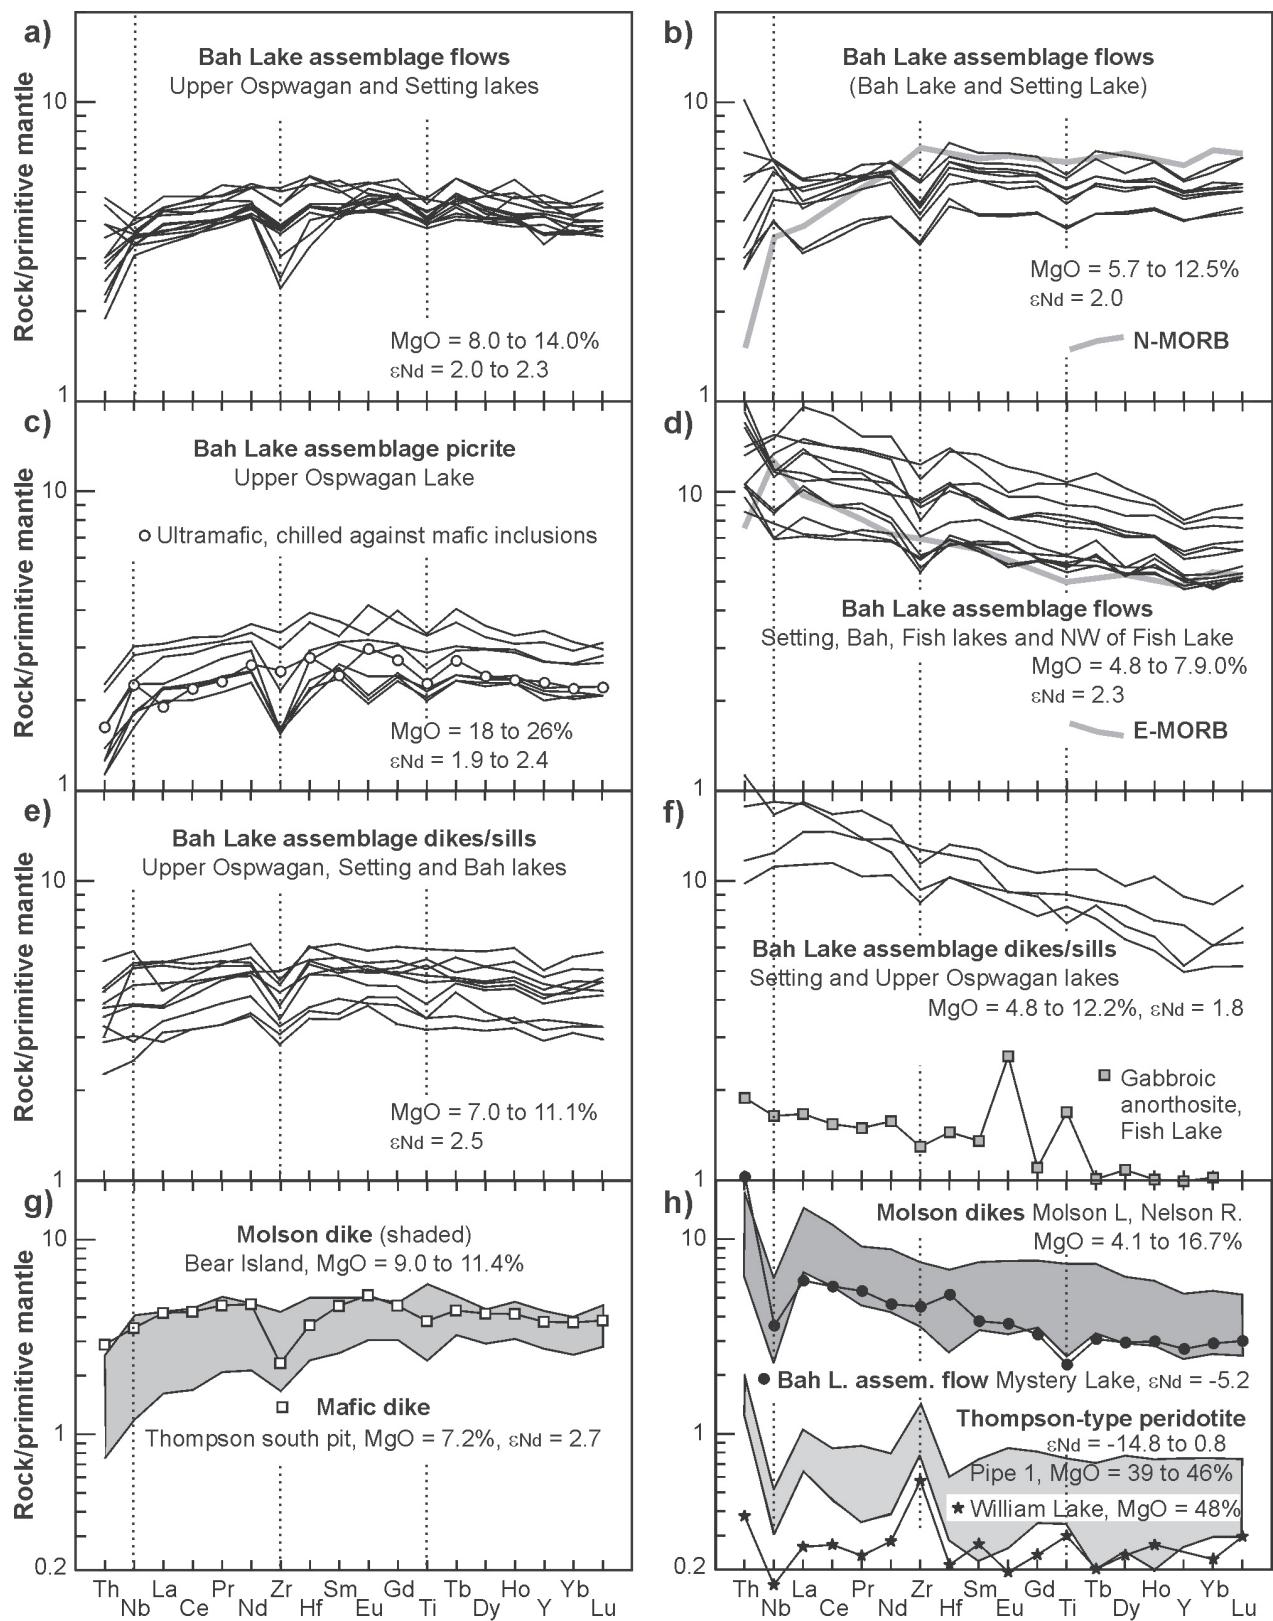 a)
Bah Lake assemblage flows
Upper Ospwagan and Setting lakes
Rock/primitive mantle
10
1
MgO = 8.0 to 14.0%
εNd = 2.0 to 2.3
b)
Bah Lake assemblage flows
(Bah Lake and Setting Lake)
10
1
MgO = 5.7 to 12.5%
εNd = 2.0
N-MORB
c)
Bah Lake assemblage picrite
Upper Ospwagan Lake
Ultramafic, chilled against mafic inclusions
Rock/primitive mantle
10
1
MgO = 18 to 26%
εNd = 1.9 to 2.4
d)
10
1
Bah Lake assemblage flows
Setting, Bah, Fish lakes and NW of Fish Lake
MgO = 4.8 to 7.9.0%
εNd = 2.3
E-MORB
e)
Bah Lake assemblage dikes/sills
Upper Ospwagan, Setting and Bah lakes
Rock/primitive mantle
10
1
MgO = 7.0 to 11.1%
εNd = 2.5
f)
10
1
Bah Lake assemblage dikes/sills
Setting and Upper Ospwagan lakes
MgO = 4.8 to 12.2%, εNd = 1.8
Gabbroic
anorthosite,
Fish Lake
g)
Molson dike (shaded)
Bear Island, MgO = 9.0 to 11.4%
Rock/primitive mantle
10
1
0.2
Mafic dike
Thompson south pit, MgO = 7.2%, εNd = 2.7
Th Nb La Ce Pr Nd Zr Hf Sm Eu Gd Ti Tb Dy Ho Y Yb Lu
h)
Molson dikes Molson L, Nelson R.
MgO = 4.1 to 16.7%
10
1
0.2
Bah L. assem. flow Mystery Lake, εNd = -5.2
Thompson-type peridotite
εNd = -14.8 to 0.8
Pipe 1, MgO = 39 to 46%
William Lake, MgO = 48%
Th Nb La Ce Pr Nd Zr Hf Sm Eu Gd Ti Tb Dy Ho Y Yb Lu